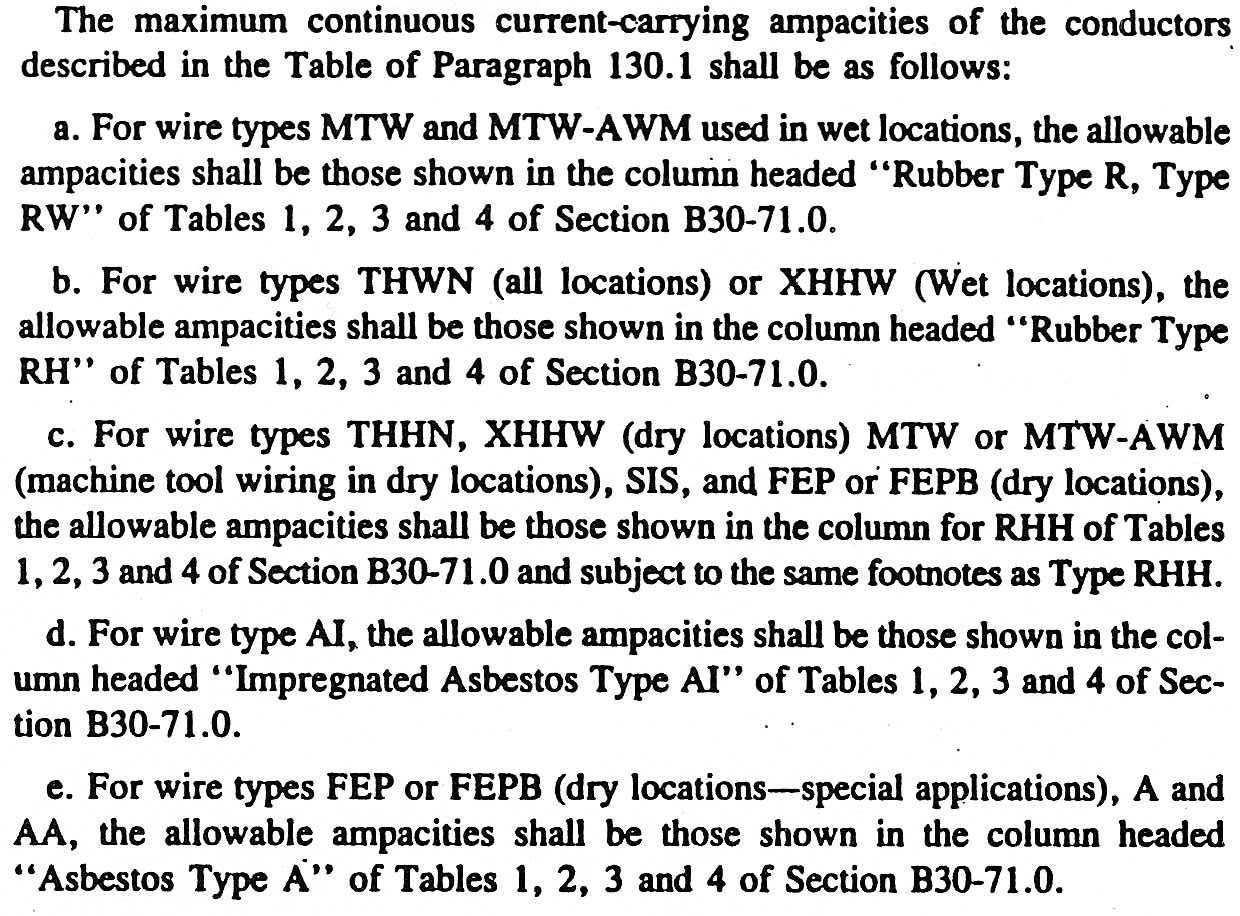 The maximum continuous current-carrying ampacities of the conductors
described in the Table of Paragraph 130.1 shall be as follows:
a. For wire types MTW and MTW-AWM used in wet locations, the allowable
ampacities shall be those shown in the column headed ‘‘Rubber Type R, Type
RW’’ of Tables 1, 2, 3 and 4 of Section B30-71.0.
b. For wire types THWN (all locations) or XHHW (Wet locations), the
allowable ampacities shall be those shown in the column headed ‘‘Rubber Type
RH’’ of Tables 1, 2, 3 and 4 of Section B30-71.0.
c. For wire types THHN, XHHW (dry locations) MTW or MTW-AWM
(machine tool wiring in dry locations), SIS, and FEP or FEPB (dry locations),
the allowable ampacities shall be those shown in the column for RHH of Tables
1, 2, 3 and 4 of Section B30-71.0 and subject to the same footnotes as Type RHH.
d. For wire type AI, the allowable ampacities shall be those shown in the col-
umn headed ‘‘Impregnated Asbestos Type AI’’ of Tables 1, 2, 3 and 4 of Sec-
tion B30-71.0.
e. For wire types FEP or FEPB (dry locations—special applications), A and
AA, the allowable ampacities shall be those shown in the column headed
‘‘Asbestos Type A’’ of Tables 1, 2, 3 and 4 of Section B30-71.0.